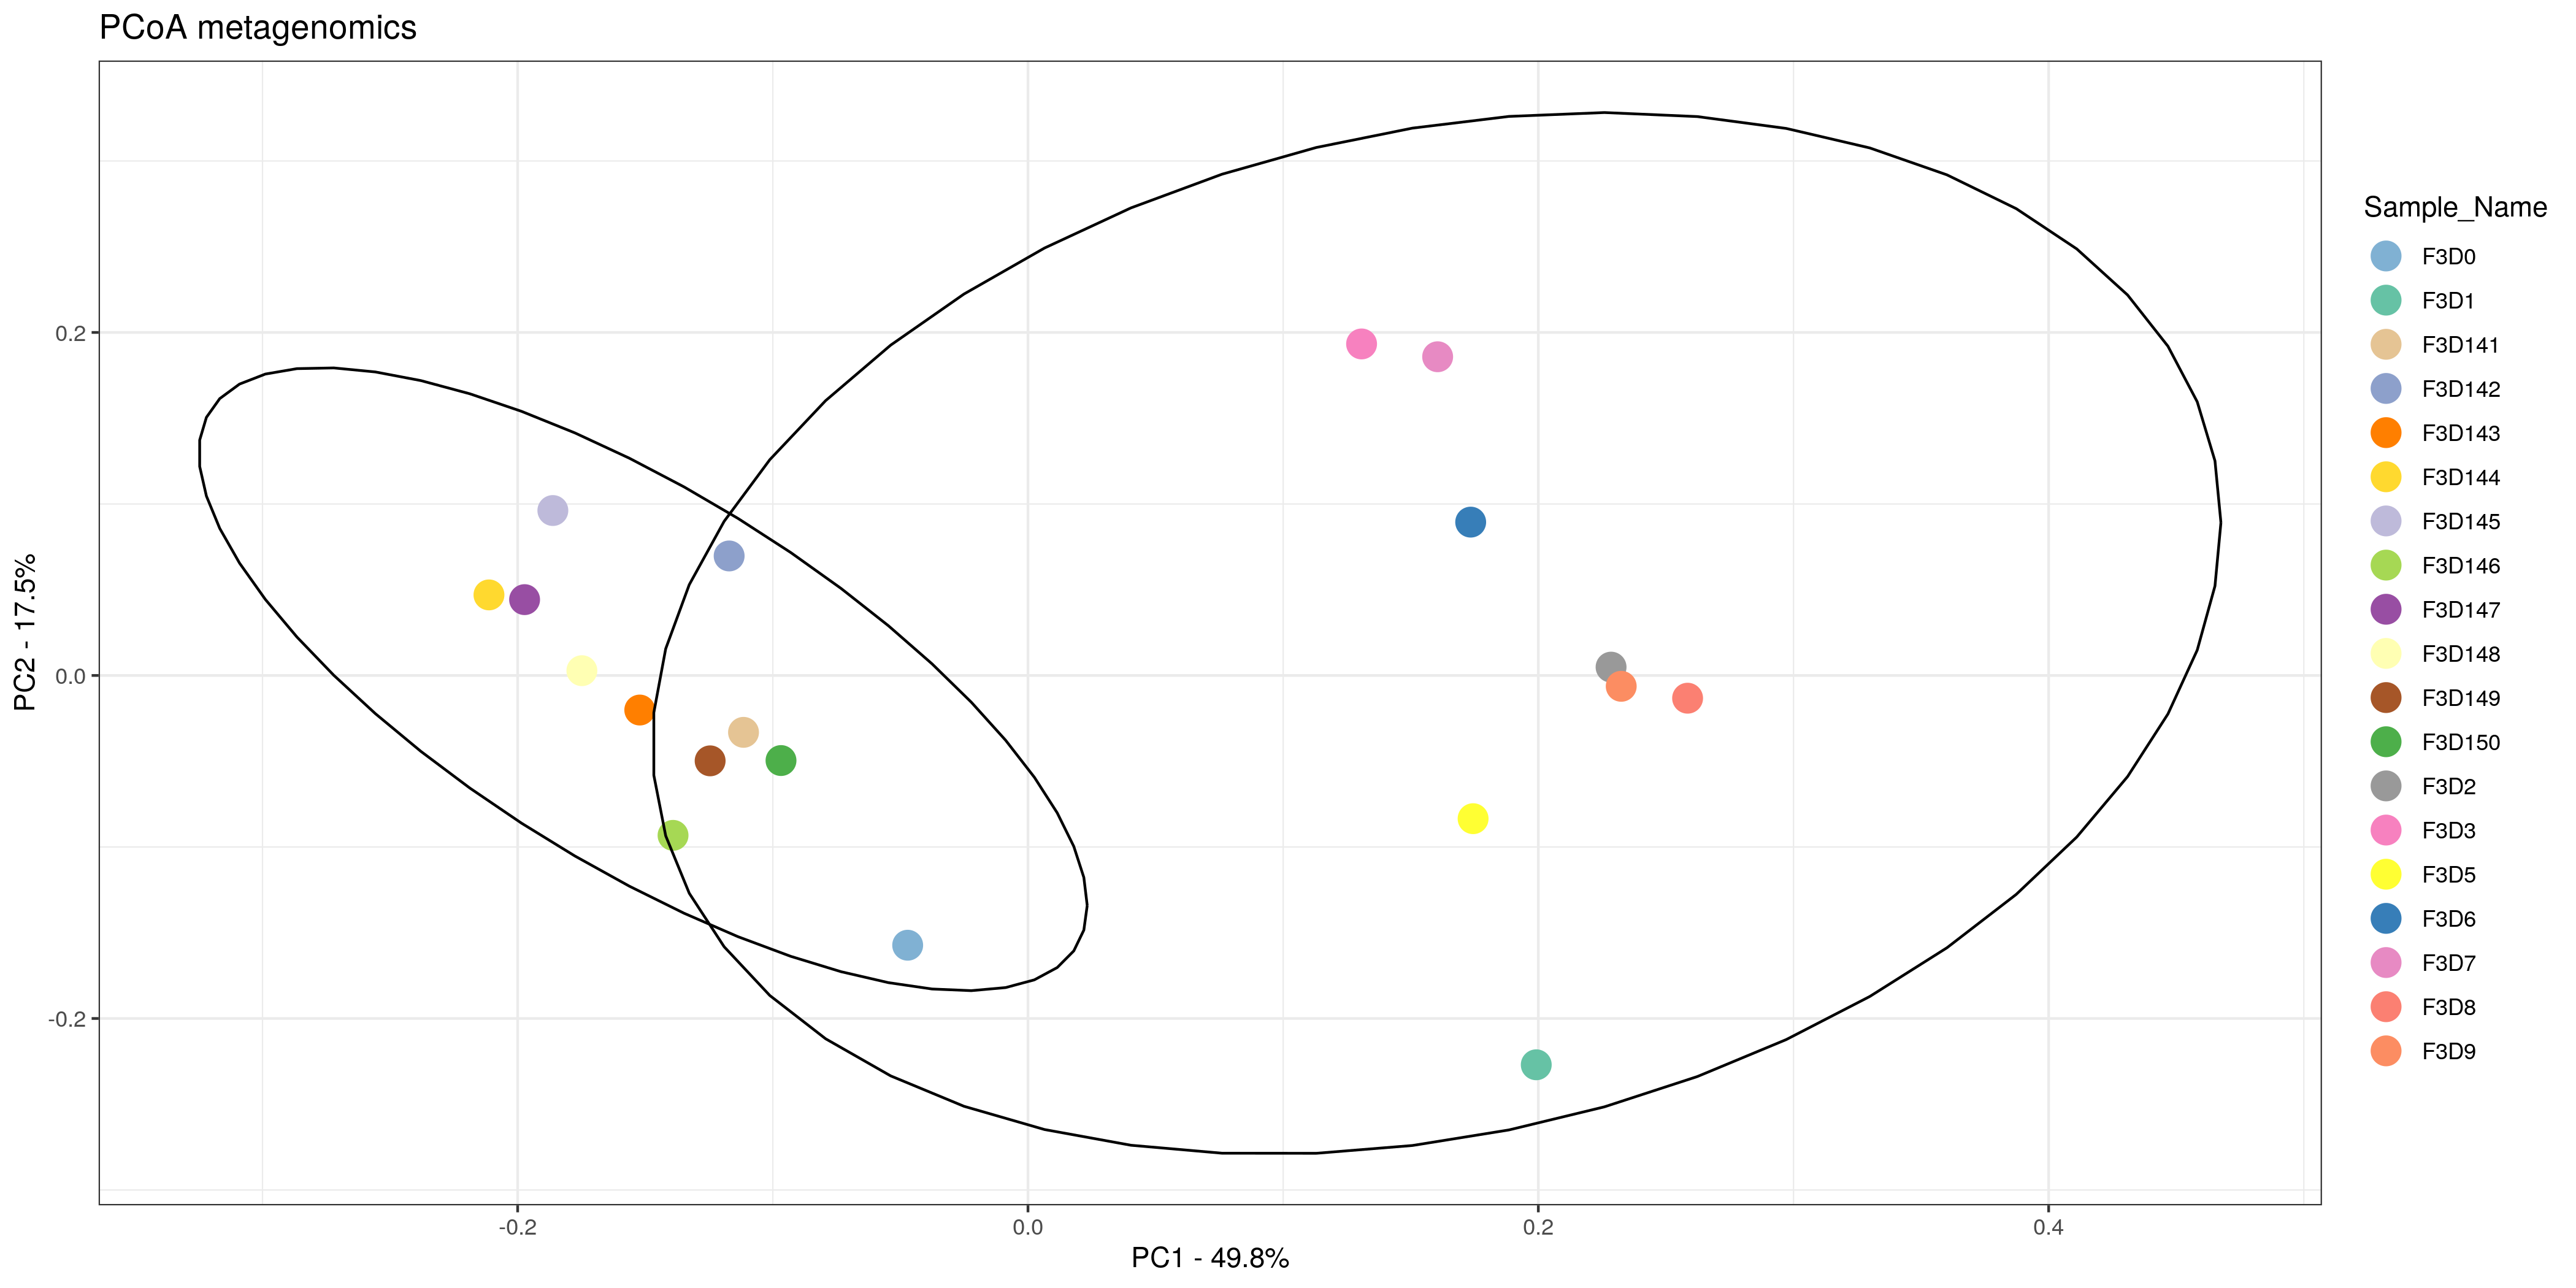 PCoA metagenomics
PC2 - 17.5%
0.2
0.0
-0.2
-0.2
0.0
0.2
0.4
PC1 - 49.8%
Sample_Name
F3D0
F3D1
F3D141
F3D142
F3D143
F3D144
F3D145
F3D146
F3D147
F3D148
F3D149
F3D150
F3D2
F3D3
F3D5
F3D6
F3D7
F3D8
F3D9